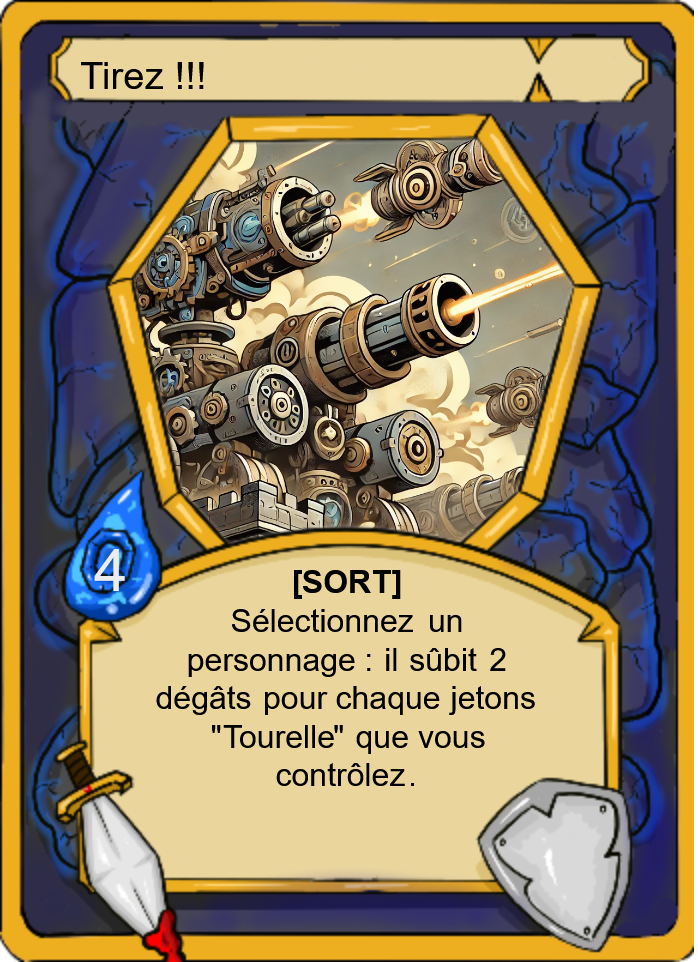 Tirez !!!
4
[SORT]
Sélectionnez un
personnage : il sûbit 2
dégâts pour chaque jetons
"Tourelle" que vous
contrôlez.